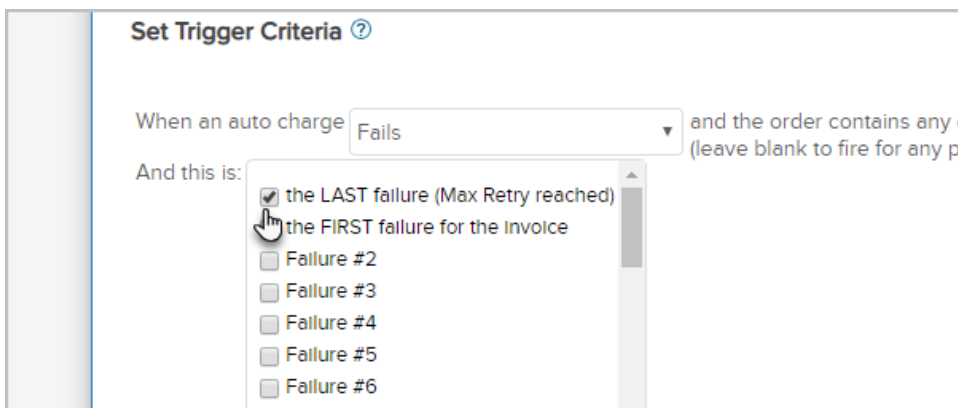 Set Trigger Criteria ?
When an auto charge Fails and the order contains any
(leave blank to fire for any p
And this is:
the LAST failure (Max Retry reached)
the FIRST failure for the invoice
Failure #2
Failure #3
Failure #4
Failure #5
Failure #6